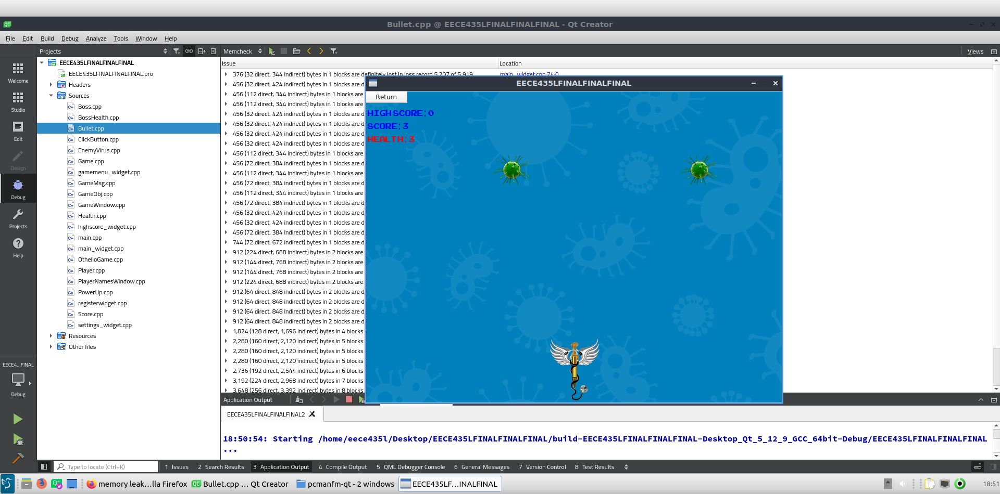 Bullet.cpp @ EECE435LFINALFINALFINAL - Qt Creator
File Edit Build Debug Analyze Tools Window Help
Projects
Memcheck
Views
Welcome
Studio
Edit
Design
Debug
Projects
Help
EECE4...FINAL
Debug
EECE435LFINALFINALFINAL
EECE435LFINALFINALFINAL.pro
Headers
Sources
Boss.cpp
BossHealth.cpp
Bullet.cpp
ClickButton.cpp
EnemyVirus.cpp
Game.cpp
gamemenu_widget.cpp
GameMsg.cpp
GameObj.cpp
GameWindow.cpp
Health.cpp
highscore_widget.cpp
main.cpp
main_widget.cpp
OthelloGame.cpp
Player.cpp
PlayerNamesWindow.cpp
PowerUp.cpp
registerwidget.cpp
Score.cpp
settings_widget.cpp
Resources
Other files
Issue Location
376 (32 direct, 344 indirect) bytes in 1 blocks are definitely lost in loss record 5,207 of 5,919 main_widget.cpp:74:0
456 (32 direct, 424 indirect) bytes in 1 blocks are d
456 (112 direct, 344 indirect) bytes in 1 blocks are
456 (112 direct, 344 indirect) bytes in 1 blocks are
456 (32 direct, 424 indirect) bytes in 1 blocks are d
456 (32 direct, 424 indirect) bytes in 1 blocks are d
456 (32 direct, 424 indirect) bytes in 1 blocks are d
456 (32 direct, 424 indirect) bytes in 1 blocks are d
456 (112 direct, 344 indirect) bytes in 1 blocks are
456 (72 direct, 384 indirect) bytes in 1 blocks are d
456 (112 direct, 344 indirect) bytes in 1 blocks are
456 (72 direct, 384 indirect) bytes in 1 blocks are d
456 (112 direct, 344 indirect) bytes in 1 blocks are
456 (72 direct, 384 indirect) bytes in 1 blocks are d
456 (32 direct, 424 indirect) bytes in 1 blocks are d
456 (32 direct, 424 indirect) bytes in 1 blocks are d
456 (72 direct, 384 indirect) bytes in 1 blocks are d
744 (72 direct, 672 indirect) bytes in 1 blocks are d
912 (224 direct, 688 indirect) bytes in 2 blocks are
912 (144 direct, 768 indirect) bytes in 2 blocks are
912 (144 direct, 768 indirect) bytes in 2 blocks are
912 (224 direct, 688 indirect) bytes in 2 blocks are
912 (64 direct, 848 indirect) bytes in 2 blocks are d
912 (64 direct, 848 indirect) bytes in 2 blocks are d
912 (64 direct, 848 indirect) bytes in 2 blocks are d
912 (64 direct, 848 indirect) bytes in 2 blocks are d
1,824 (128 direct, 1,696 indirect) bytes in 4 blocks
2,280 (160 direct, 2,120 indirect) bytes in 5 blocks
2,280 (160 direct, 2,120 indirect) bytes in 5 blocks
2,280 (160 direct, 2,120 indirect) bytes in 5 blocks
2,736 (192 direct, 2,544 indirect) bytes in 6 blocks
3,192 (224 direct, 2,968 indirect) bytes in 7 blocks
3,648 (256 direct, 3,392 indirect) bytes in 8 blocks
EECE435LFINALFINALFINAL
Return
HIGHSCORE: 0
SCORE: 3
HEALTH: 3
Application Output
EECE435LFINALFINALFINAL2
18:50:54: Starting /home/eece435l/Desktop/EECE435LFINALFINALFINAL/build-EECE435LFINALFINALFINAL-Desktop_Qt_5_12_9_GCC_64bit-Debug/EECE435LFINALFINALFINAL
...
Type to locate (Ctrl+K) 1 Issues 2 Search Results 3 Application Output 4 Compile Output 5 QML Debugger Console 6 General Messages 7 Version Control 8 Test Results
memory leak...lla Firefox Bullet.cpp ... Qt Creator pcmanfm-qt - 2 windows EECE435LF...INALFINAL 18:51